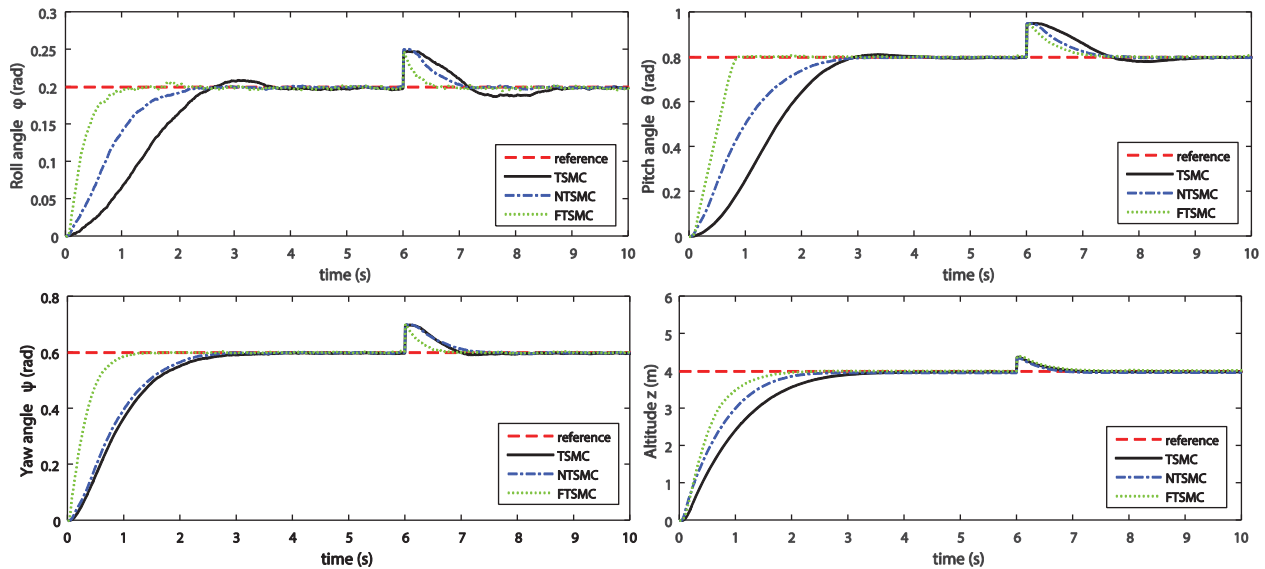 0.3
0.25
0.2
0.15
0.1
0.05
0
Roll angle φ (rad)
reference
TSMC
NTSMC
FTSMC
0 1 2 3 4 5 6 7 8 9 10
time (s)
1
0.8
0.6
0.4
0.2
0
Pitch angle θ (rad)
reference
TSMC
NTSMC
FTSMC
0 1 2 3 4 5 6 7 8 9 10
time (s)
0.8
0.6
0.4
0.2
0
Yaw angle ψ (rad)
reference
TSMC
NTSMC
FTSMC
0 1 2 3 4 5 6 7 8 9 10
time (s)
6
5
4
3
2
1
0
Altitude z (m)
reference
TSMC
NTSMC
FTSMC
0 1 2 3 4 5 6 7 8 9 10
time (s)